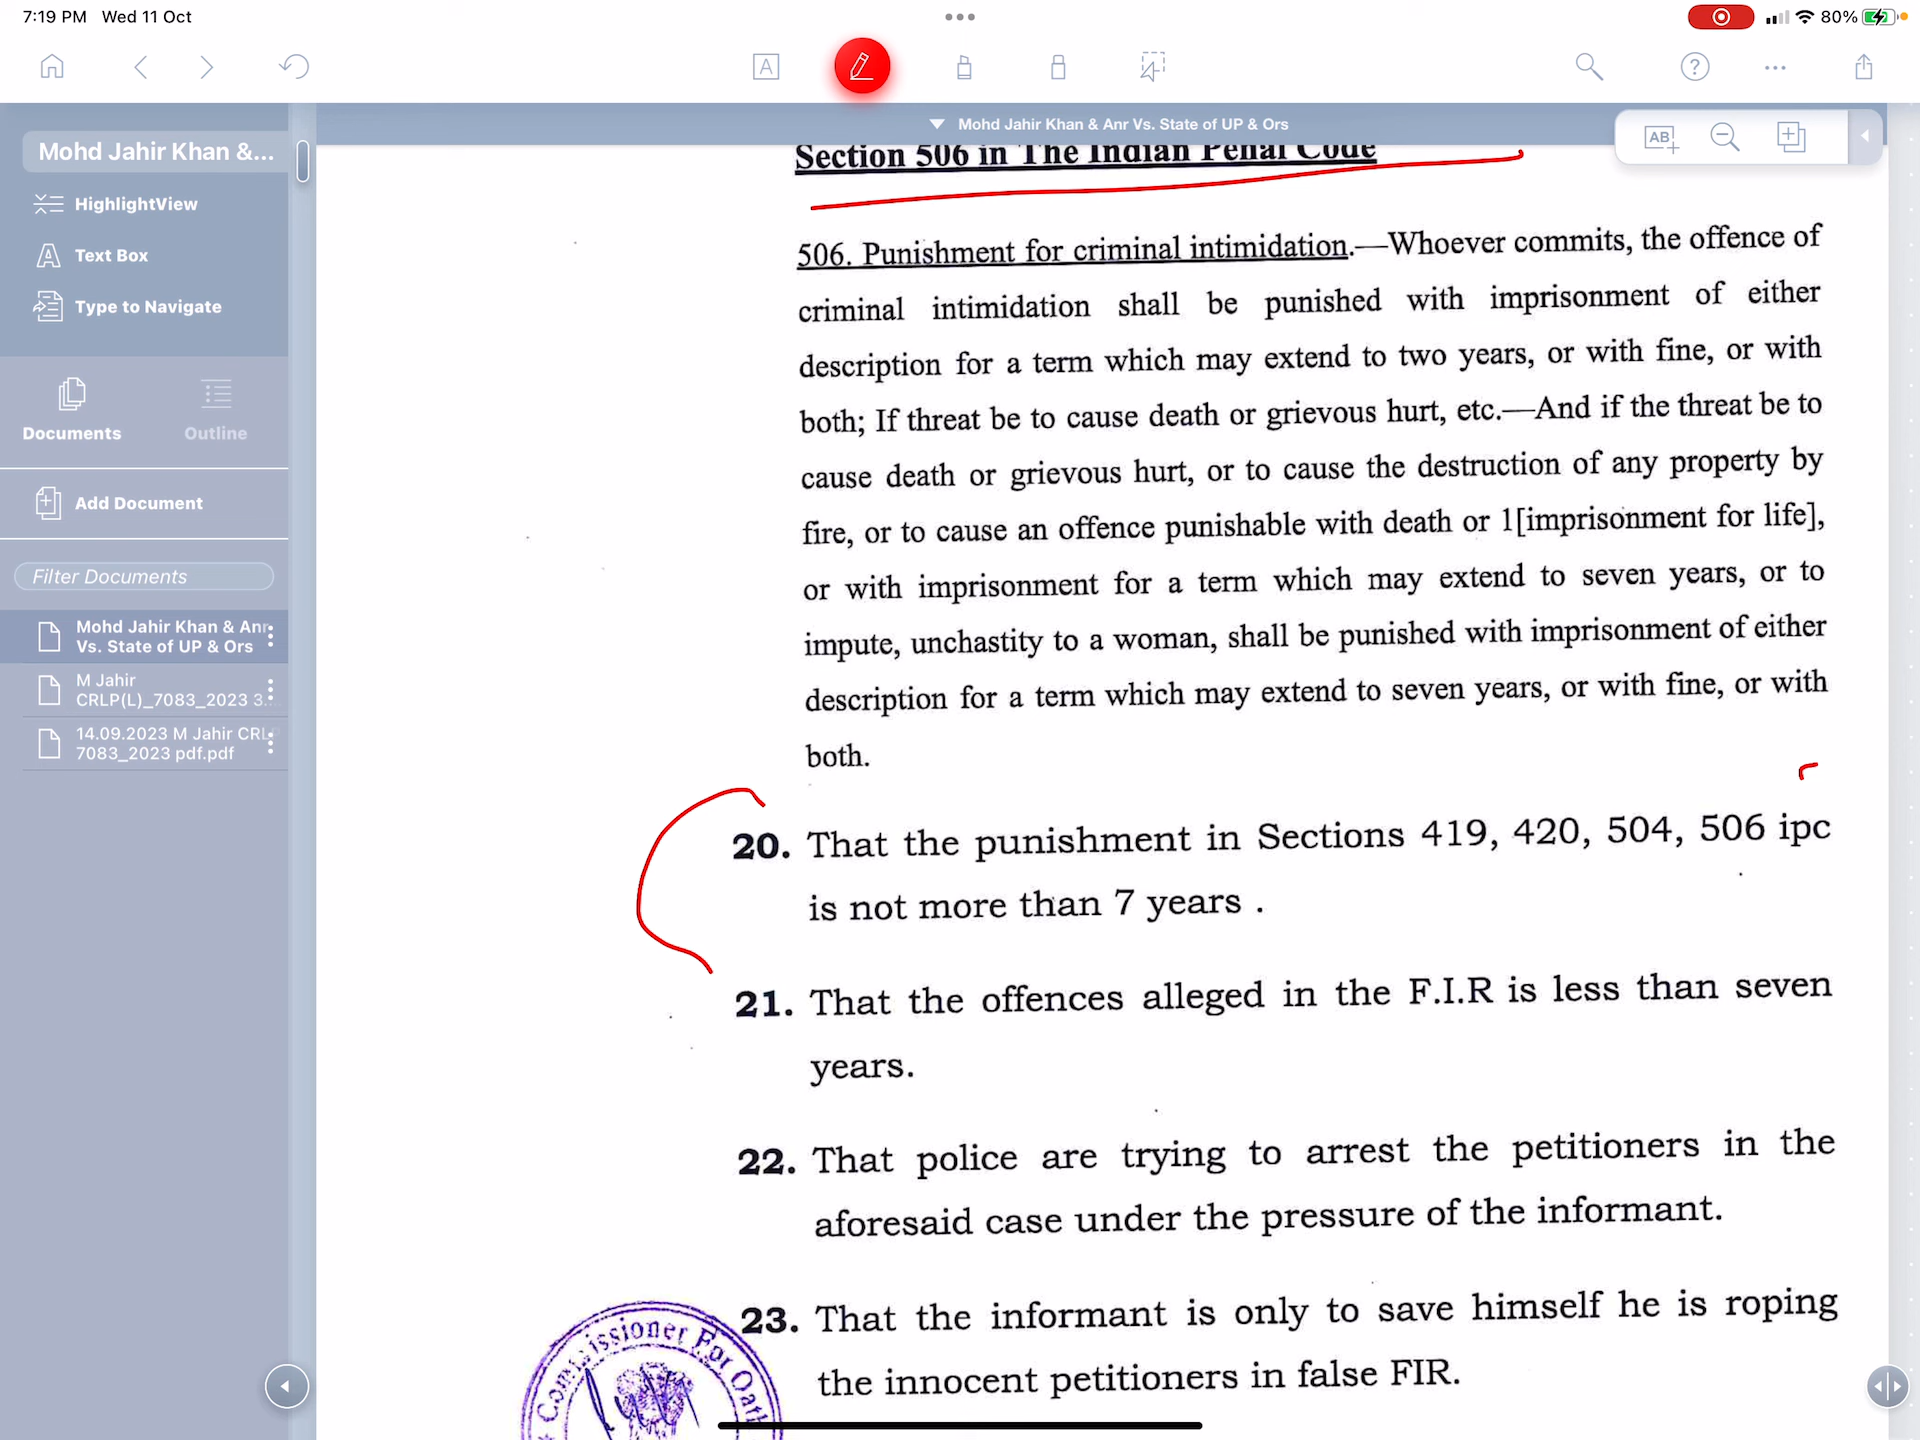 7:19 PM Wed 11 Oct
80%
A
?
Mohd Jahir Khan &...
HighlightView
Text Box
Type to Navigate
Documents
Outline
Add Document
Filter Documents
Mohd Jahir Khan & Anr
Vs. State of UP & Ors
M Jahir
CRLP(L)_7083_2023 3...
14.09.2023 M Jahir CRL
7083_2023 pdf.pdf
Mohd Jahir Khan & Anr Vs. State of UP & Ors
AB
Section 506 in The Indian Penal Code
506. Punishment for criminal intimidation.—Whoever commits, the offence of
criminal intimidation shall be punished with imprisonment of either
description for a term which may extend to two years, or with fine, or with
both; If threat be to cause death or grievous hurt, etc.—And if the threat be to
cause death or grievous hurt, or to cause the destruction of any property by
fire, or to cause an offence punishable with death or 1[imprisonment for life],
or with imprisonment for a term which may extend to seven years, or to
impute, unchastity to a woman, shall be punished with imprisonment of either
description for a term which may extend to seven years, or with fine, or with
both.
20. That the punishment in Sections 419, 420, 504, 506 ipc
is not more than 7 years .
21. That the offences alleged in the F.I.R is less than seven
years.
22. That police are trying to arrest the petitioners in the
aforesaid case under the pressure of the informant.
23. That the informant is only to save himself he is roping
the innocent petitioners in false FIR.
Commissioner For Oath